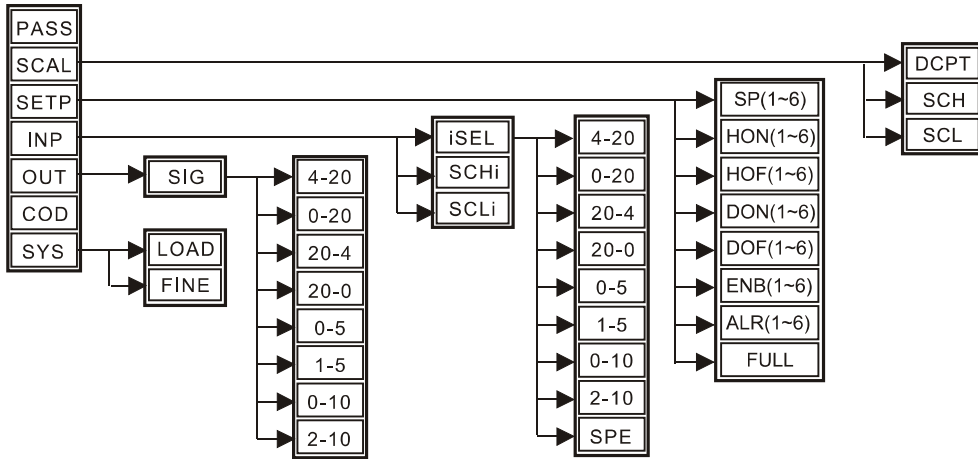 PASS
SCAL
SETP
INP
OUT
COD
SYS
SIG
LOAD
FINE
4-20
0-20
20-4
20-0
0-5
1-5
0-10
2-10
iSEL
SCHi
SCLi
4-20
0-20
20-4
20-0
0-5
1-5
0-10
2-10
SPE
SP(1~6)
HON(1~6)
HOF(1~6)
DON(1~6)
DOF(1~6)
ENB(1~6)
ALR(1~6)
FULL
DCPT
SCH
SCL